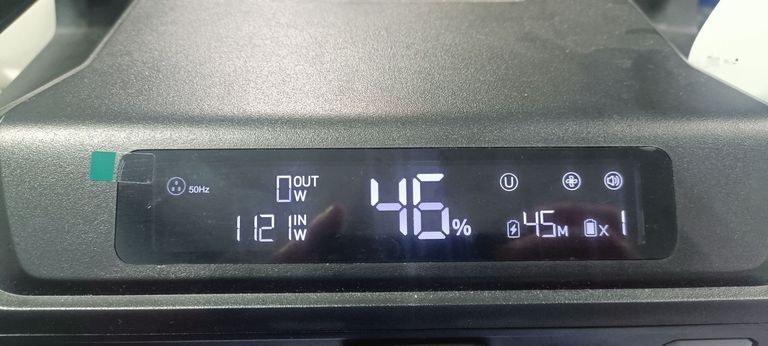 50Hz
0 OUT W
1121 IN W
46%
U
45M
X 1